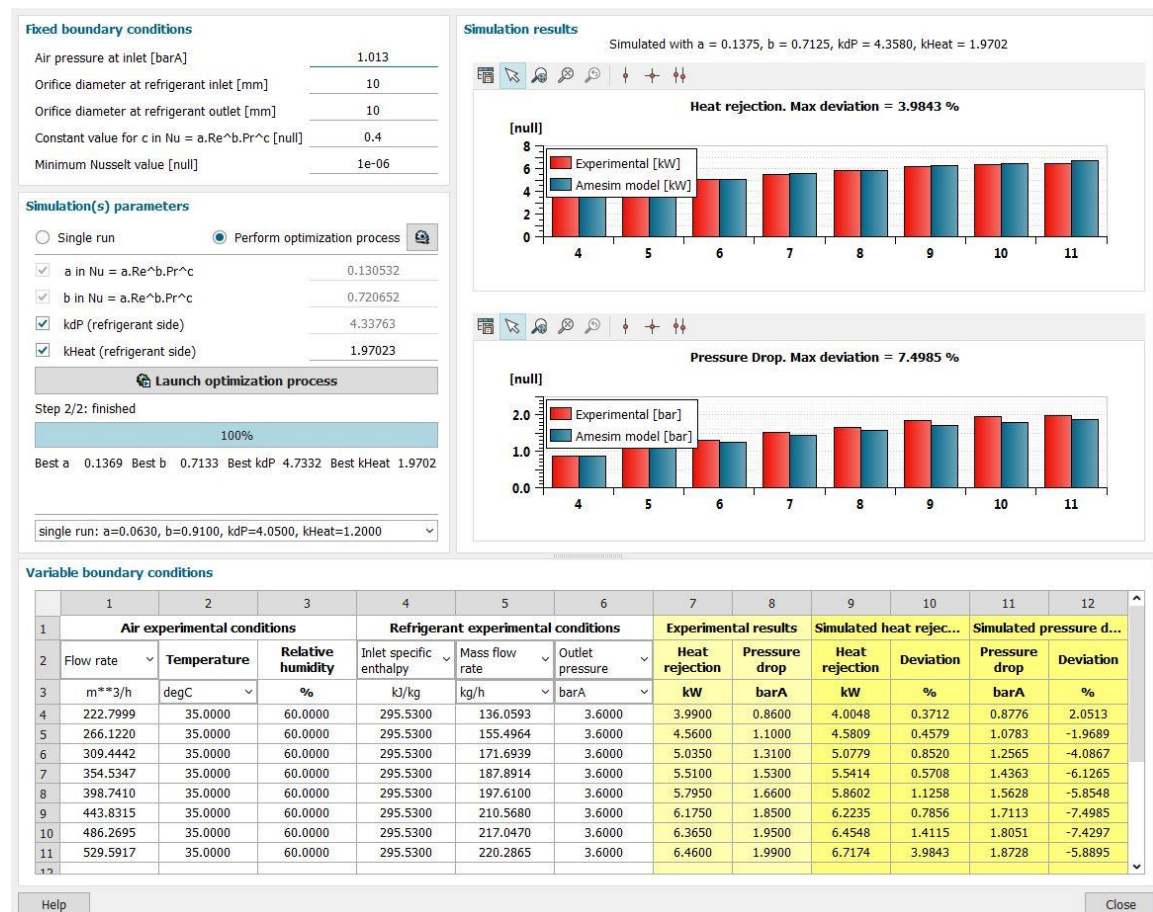 Fixed boundary conditions
Air pressure at inlet [barA] 1.013
Orifice diameter at refrigerant inlet [mm] 10
Orifice diameter at refrigerant outlet [mm] 10
Constant value for c in Nu = a.Re^b.Pr^c [null] 0.4
Minimum Nusselt value [null] 1e-06
Simulation(s) parameters
Single run Perform optimization process
a in Nu = a.Re^b.Pr^c 0.130532
b in Nu = a.Re^b.Pr^c 0.720652
kdP (refrigerant side) 4.33763
kHeat (refrigerant side) 1.97023
Launch optimization process
Step 2/2: finished
100%
Best a 0.1369 Best b 0.7133 Best kdP 4.7332 Best kHeat 1.9702
single run: a=0.0630, b=0.9100, kdP=4.0500, kHeat=1.2000
Simulation results
Simulated with a = 0.1375, b = 0.7125, kdP = 4.3580, kHeat = 1.9702
Heat rejection. Max deviation = 3.9843 %
[null]
8
6
4
2
0
Experimental [kW]
Amesim model [kW]
4 5 6 7 8 9 10 11
Pressure Drop. Max deviation = 7.4985 %
[null]
2.0
1.0
0.0
Experimental [bar]
Amesim model [bar]
4 5 6 7 8 9 10 11
Variable boundary conditions
1 2 3 4 5 6 7 8 9 10 11 12
1 Air experimental conditions Refrigerant experimental conditions Experimental results Simulated heat rejec... Simulated pressure d...
2 Flow rate Temperature Relative humidity Inlet specific enthalpy Mass flow rate Outlet pressure Heat rejection Pressure drop Heat rejection Deviation Pressure drop Deviation
3 m**3/h degC % kJ/kg kg/h barA kW barA kW % barA %
4 222.7999 35.0000 60.0000 295.5300 136.0593 3.6000 3.9900 0.8600 4.0048 0.3712 0.8776 2.0513
5 266.1220 35.0000 60.0000 295.5300 155.4964 3.6000 4.5600 1.1000 4.5809 0.4579 1.0783 -1.9689
6 309.4442 35.0000 60.0000 295.5300 171.6939 3.6000 5.0350 1.3100 5.0779 0.8520 1.2565 -4.0867
7 354.5347 35.0000 60.0000 295.5300 187.8914 3.6000 5.5100 1.5300 5.5414 0.5708 1.4363 -6.1265
8 398.7410 35.0000 60.0000 295.5300 197.6100 3.6000 5.7950 1.6600 5.8602 1.1258 1.5628 -5.8548
9 443.8315 35.0000 60.0000 295.5300 210.5680 3.6000 6.1750 1.8500 6.2235 0.7856 1.7113 -7.4985
10 486.2695 35.0000 60.0000 295.5300 217.0470 3.6000 6.3650 1.9500 6.4548 1.4115 1.8051 -7.4297
11 529.5917 35.0000 60.0000 295.5300 220.2865 3.6000 6.4600 1.9900 6.7174 3.9843 1.8728 -5.8895
12
Help Close